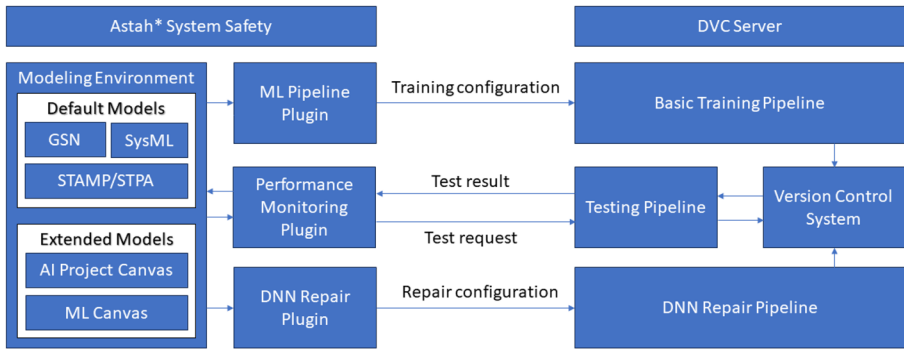 Astah* System Safety
DVC Server
Modeling Environment
Default Models
GSN
SysML
STAMP/STPA
Extended Models
AI Project Canvas
ML Canvas
ML Pipeline
Plugin
Training configuration
Basic Training Pipeline
Performance
Monitoring
Plugin
Test result
Test request
Testing Pipeline
Version Control
System
DNN Repair
Plugin
Repair configuration
DNN Repair Pipeline